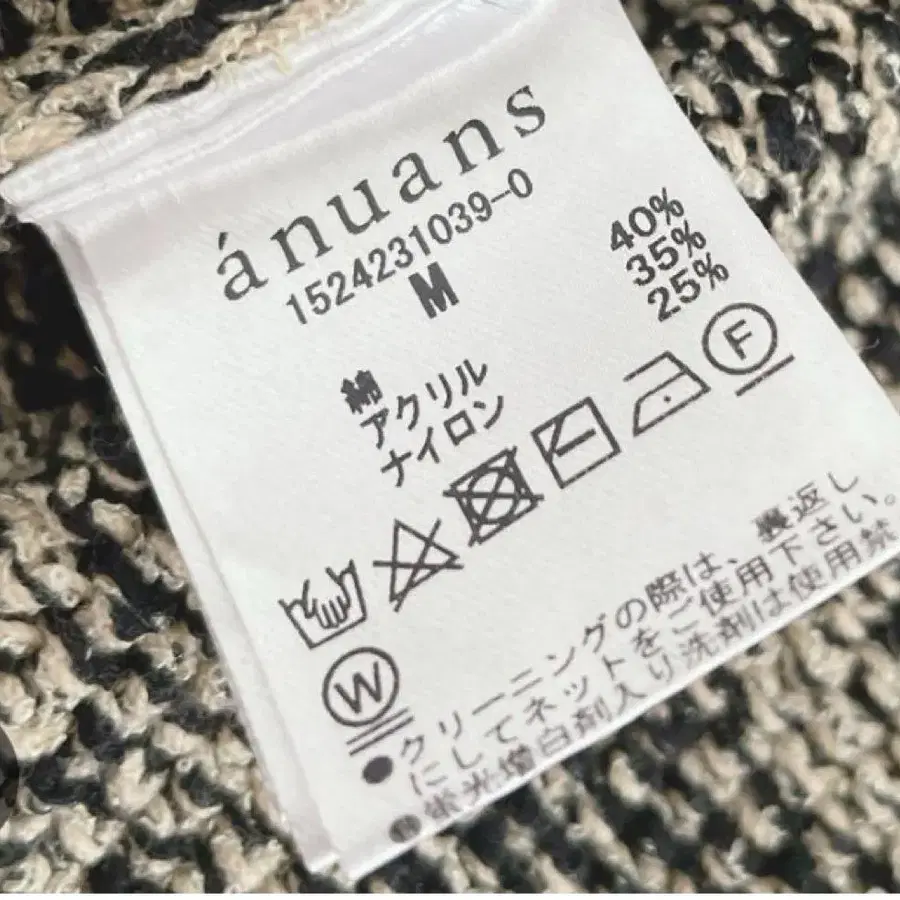 ánuans
1524231039-0
M
綿 40%
アクリル 35%
ナイロン 25%
F
W
●クリーニングの際は、裏返し
にしてネットをご使用下さい。
●蛍光増白剤入り洗剤は使用禁